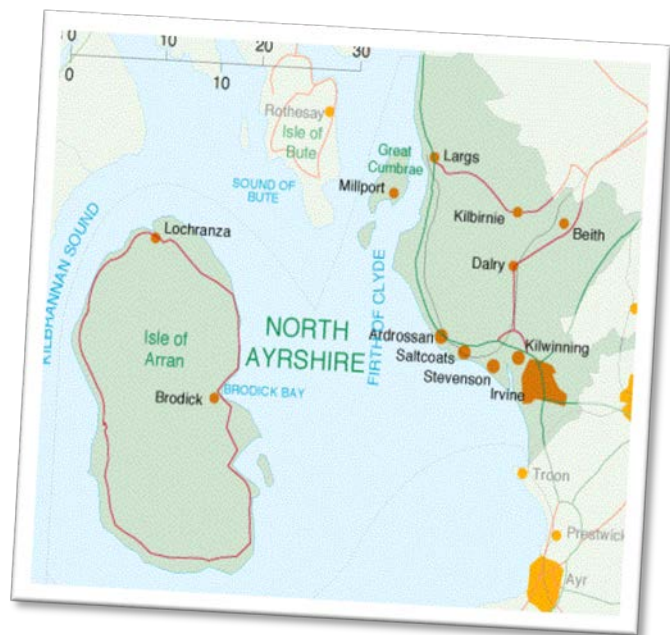 0 10 20 30
0 10
Rothesay
Isle of
Bute
Great
Cumbrae
Largs
SOUND OF
BUTE
Millport
Kilbirnie
Beith
KILBRANNAN SOUND
Lochranza
Dalry
FIRTH OF CLYDE
NORTH
AYRSHIRE
Isle of
Arran
Ardrossan
Saltcoats
Kilwinning
Stevenson
Irvine
Brodick
BRODICK BAY
Troon
Prestwick
Ayr